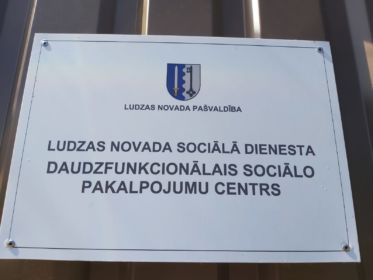 LUDZAS NOVADA PAŠVALDĪBA
LUDZAS NOVADA SOCIĀLĀ DIENESTA
DAUDZFUNKCIONĀLAIS SOCIĀLO
PAKALPOJUMU CENTRS